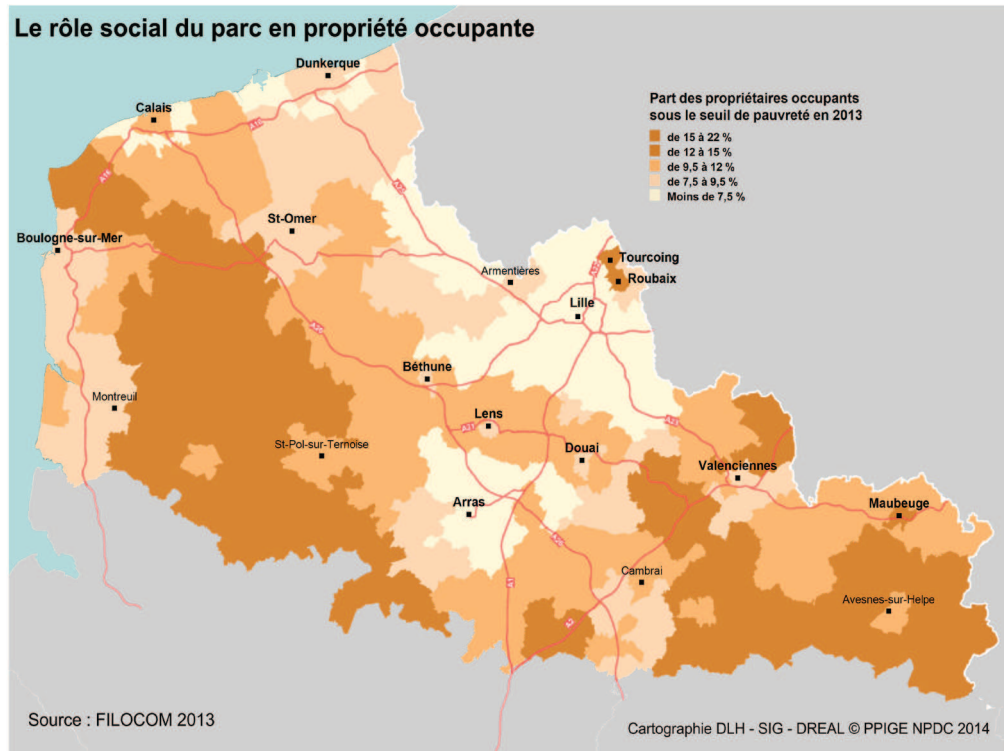 Le rôle social du parc en propriété occupante
Dunkerque
Calais
Part des propriétaires occupants
sous le seuil de pauvreté en 2013
de 15 à 22 %
de 12 à 15%
de 9,5 à 12 %
de 7,5 à 9,5 %
Moins de 7,5 %
A16
A16
A25
St-Omer
Boulogne-sur-Mer
Armentières
Tourcoing
Roubaix
Lille
A26
Béthune
Montreuil
Lens
A21
A23
St-Pol-sur-Ternoise
Douai
Valenciennes
Arras
Maubeuge
A26
Cambrai
A1
A2
Avesnes-sur-Helpe
Source : FILOCOM 2013
Cartographie DLH - SIG - DREAL © PPIGE NPDC 2014